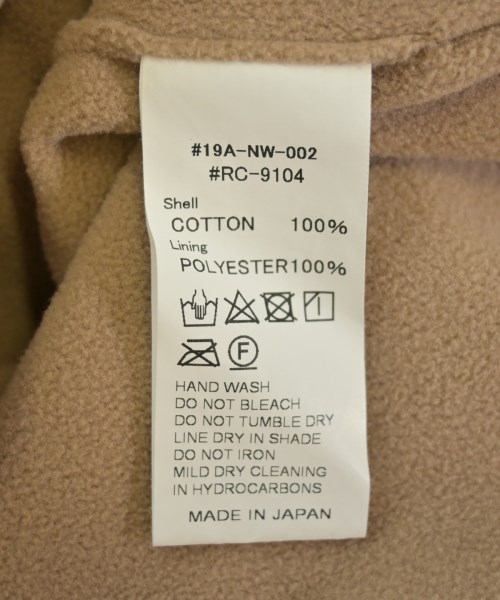 #19A-NW-002
#RC-9104
Shell
COTTON 100%
Lining
POLYESTER100%
F
HAND WASH
DO NOT BLEACH
DO NOT TUMBLE DRY
LINE DRY IN SHADE
DO NOT IRON
MILD DRY CLEANING
IN HYDROCARBONS
MADE IN JAPAN